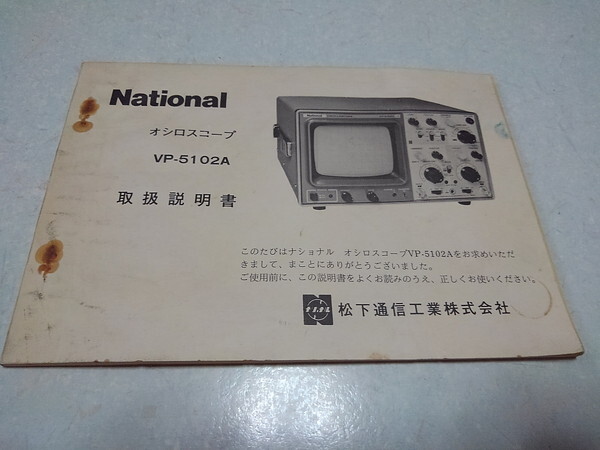 National
オシロスコープ
VP-5102A
取扱説明書
このたびはナショナル オシロスコープVP-5102Aをお求めいただ
きまして、まことにありがとうございました。
ご使用前に、この説明書をよくお読みのうえ、正しくお使いください。
松下通信工業株式会社